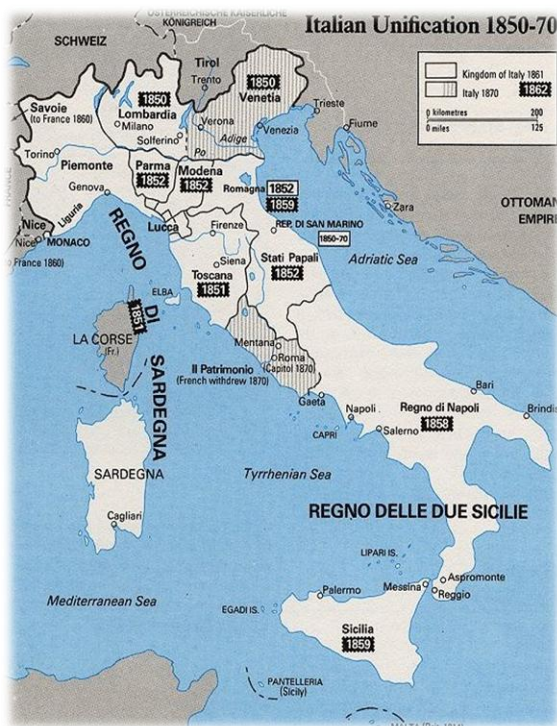 ÖSTERREICHISCHE KAISERLICHE
KÖNIGREICH
Italian Unification 1850-70
SCHWEIZ
Kingdom of Italy 1861
Italy 1870
1862
0 kilometres 200
0 miles 125
Tirol
Trento
1850
Venetia
1850
Lombardia
Milano
Solferino
Verona
Adige
Po
Venezia
Trieste
Fiume
Savoie
(to France 1860)
Torino
Piemonte
Genova
Parma
1852
Modena
1852
Romagna
1852
1859
Zara
OTTOMAN
EMPIRE
FRANCE
Nice
Nice
MONACO
to France 1860)
Liguria
Lucca
Firenze
REP. DI SAN MARINO
1850-70
Siena
Toscana
1851
Stati Papali
1852
Adriatic Sea
ELBA
REGNO
DI
SARDEGNA
1851
LA CORSE
(Fr.)
Mentana
Roma
(Capitol 1870)
Il Patrimonio
(French withdrew 1870)
Gaeta
Napoli
CAPRI
Salerno
Regno di Napoli
1858
Bari
Brindis
SARDEGNA
Cagliari
Tyrrhenian Sea
REGNO DELLE DUE SICILIE
LIPARI IS.
Messina
Aspromonte
Reggio
Palermo
EGADI IS.
Mediterranean Sea
Sicilia
1859
PANTELLERIA
(Sicily)